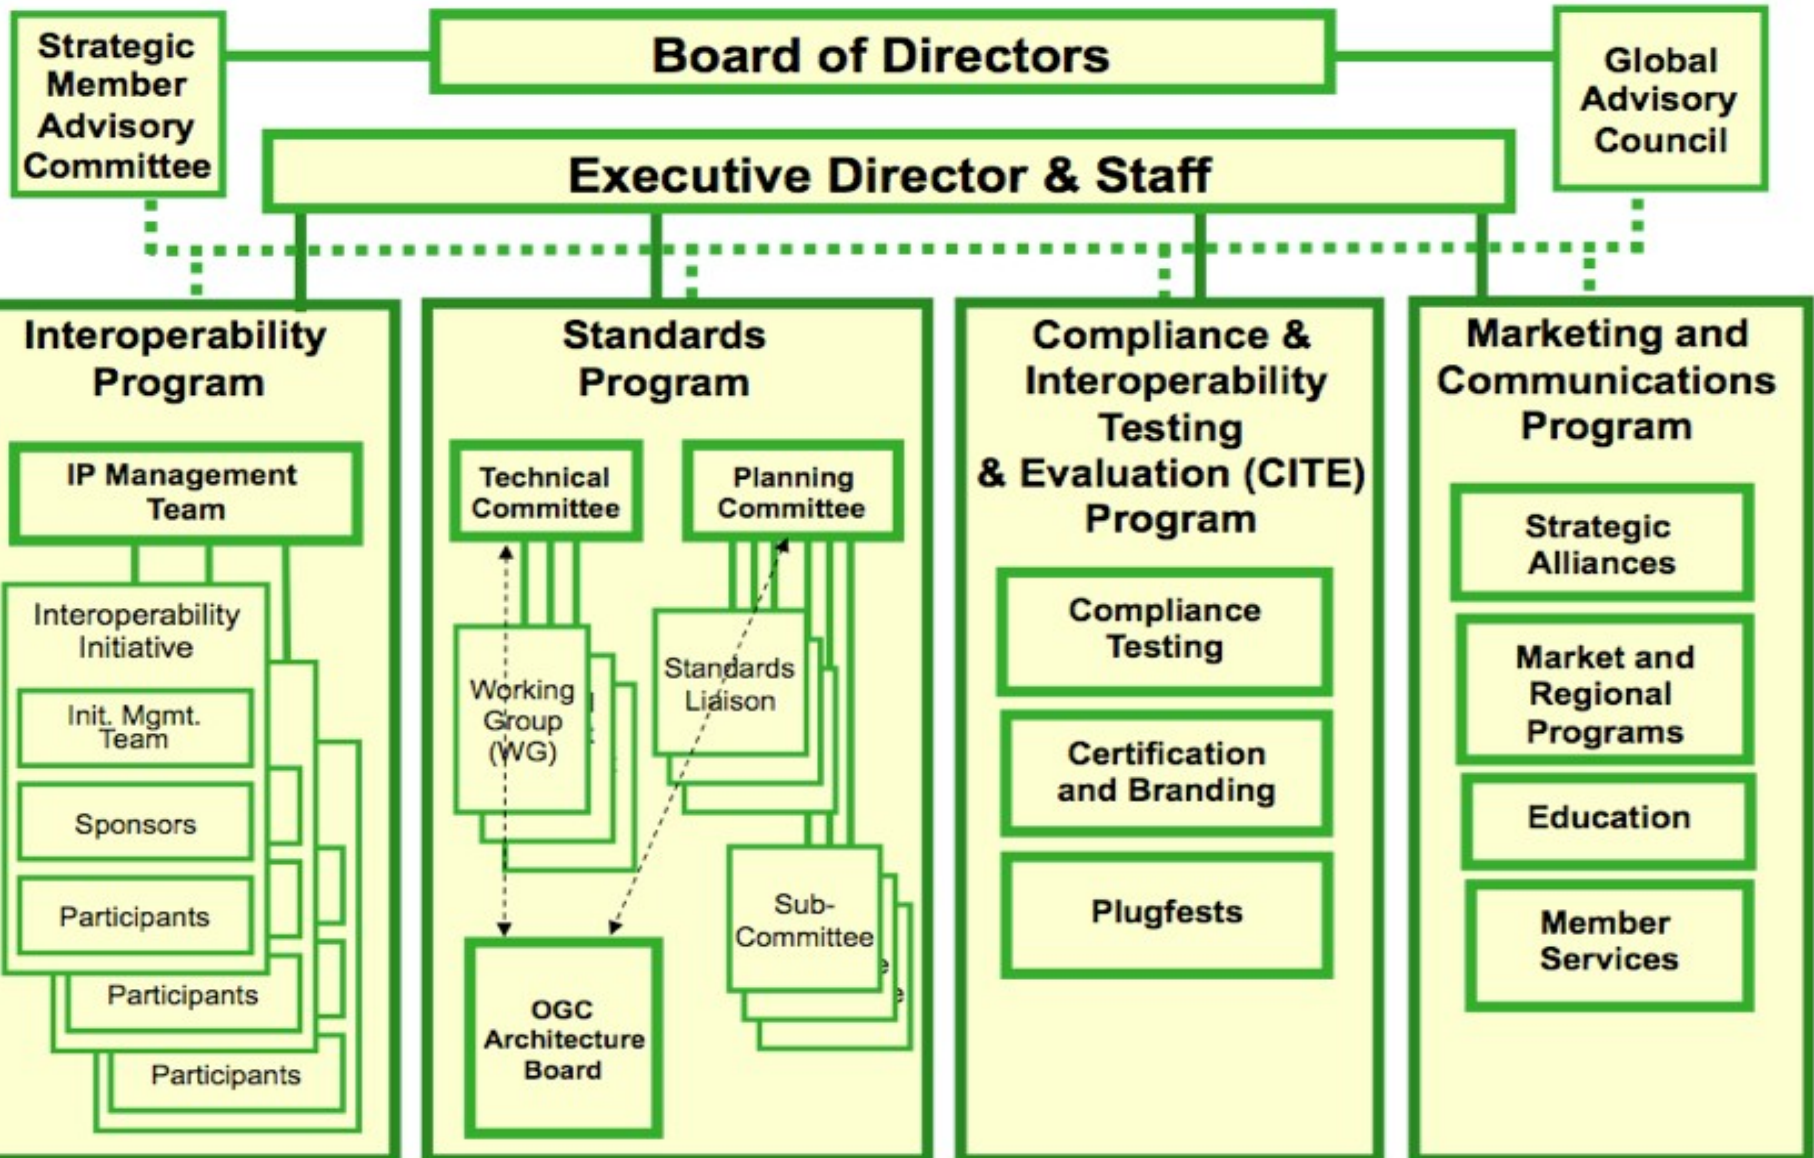 Strategic
Member
Advisory
Committee
Board of Directors
Global
Advisory
Council
Executive Director & Staff
Interoperability
Program
IP Management
Team
Interoperability
Initiative
Init. Mgmt.
Team
Sponsors
Participants
Participants
Participants
Standards
Program
Technical
Committee
Planning
Committee
Working
Group
(WG)
Standards
Liaison
Sub-
Committee
OGC
Architecture
Board
Compliance &
Interoperability
Testing
& Evaluation (CITE)
Program
Compliance
Testing
Certification
and Branding
Plugfests
Marketing and
Communications
Program
Strategic
Alliances
Market and
Regional
Programs
Education
Member
Services